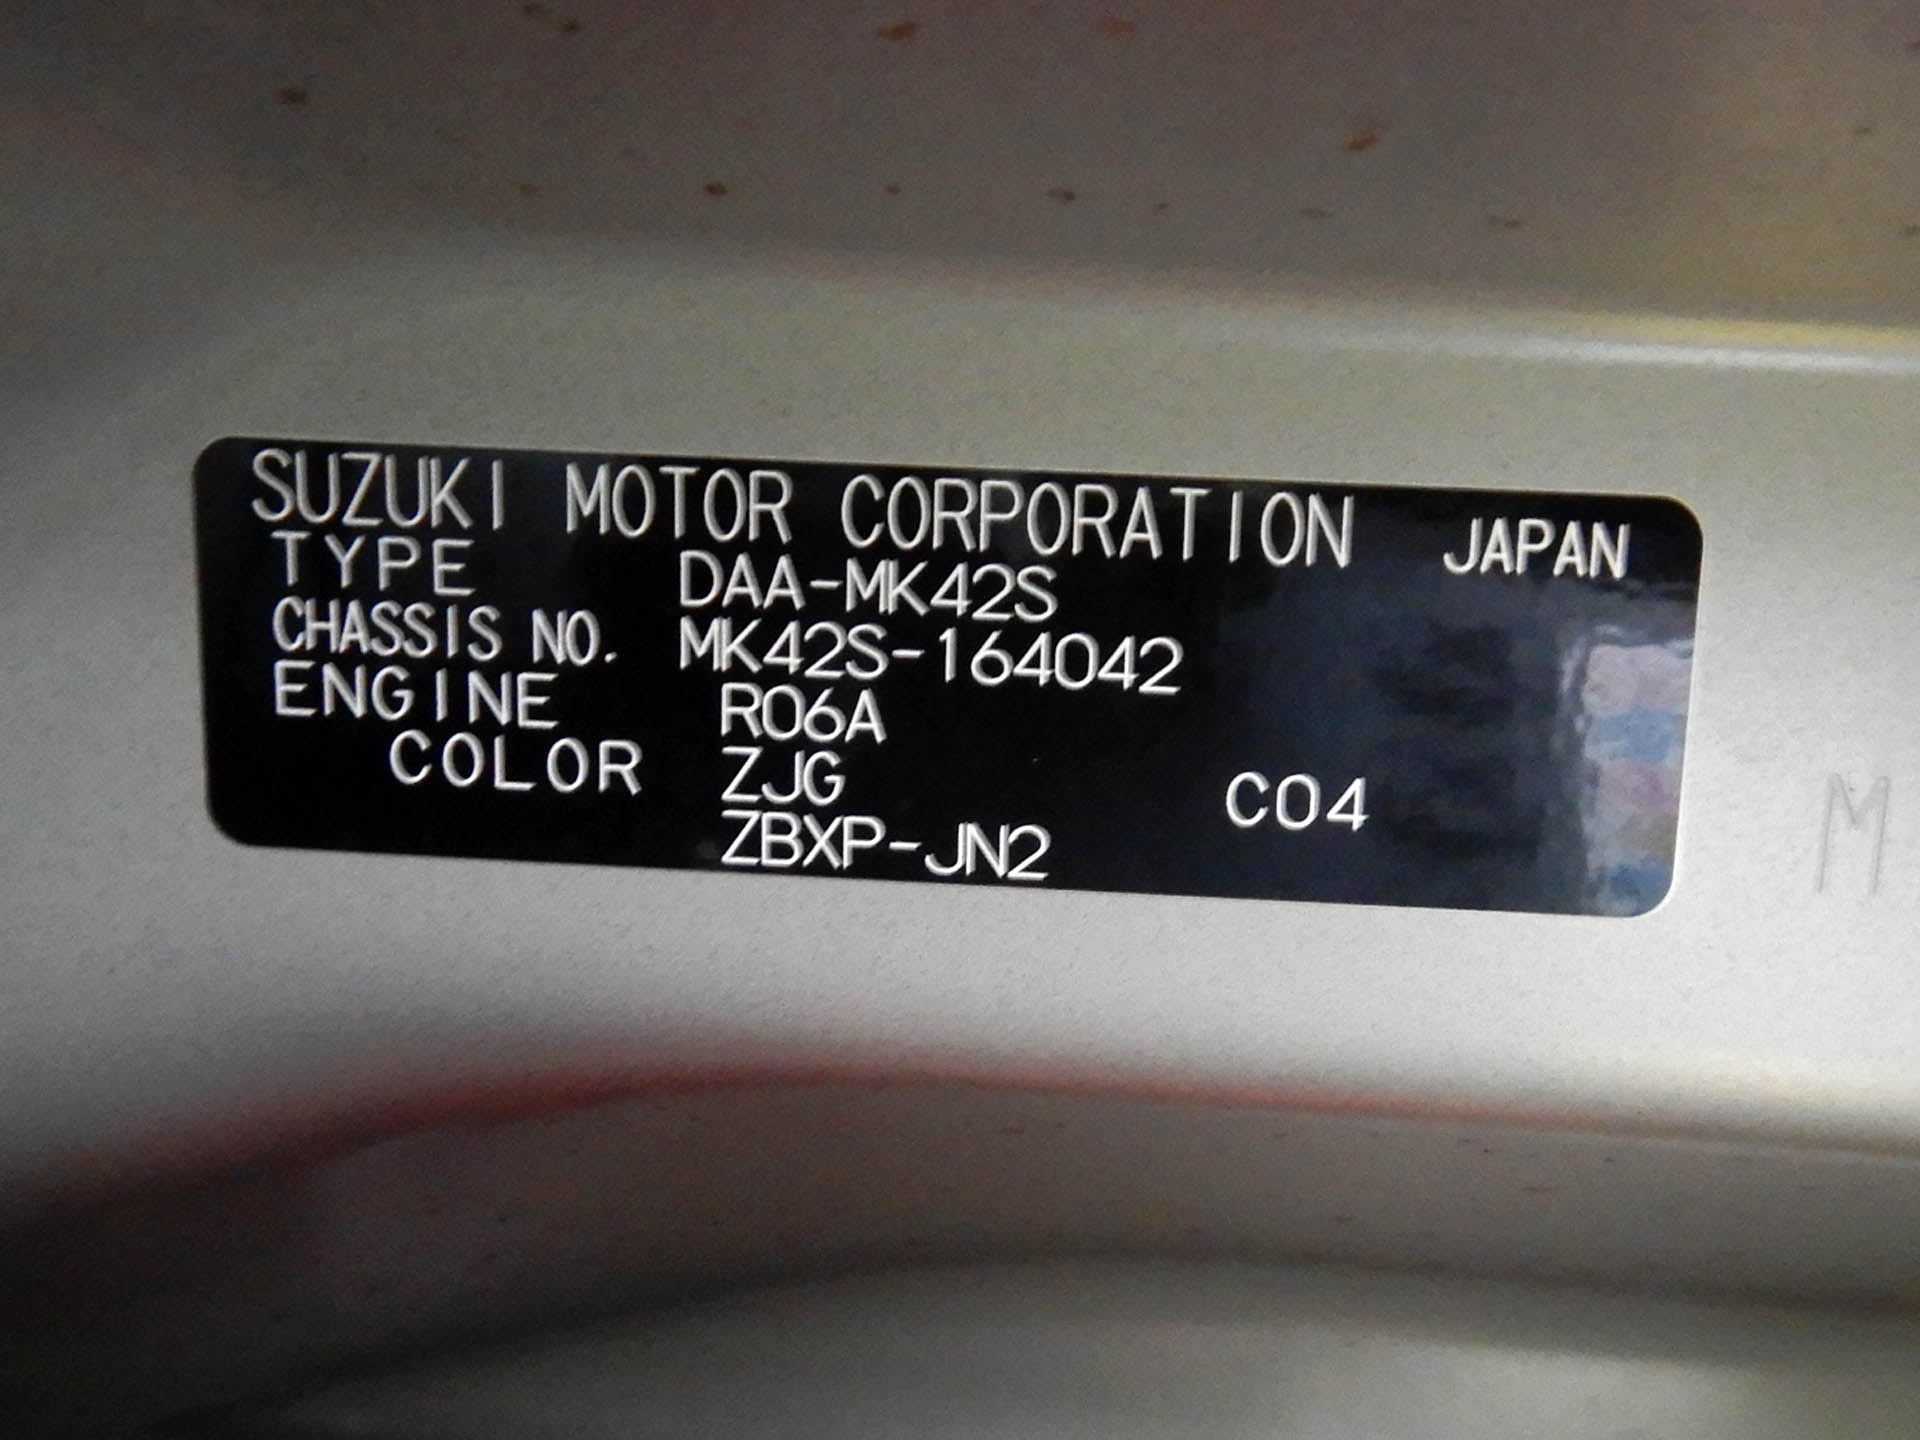 SUZUKI MOTOR CORPORATION JAPAN
TYPE DAA-MK42S
CHASSIS NO. MK42S-164042
ENGINE R06A
COLOR ZJG C04
ZBXP-JN2
M